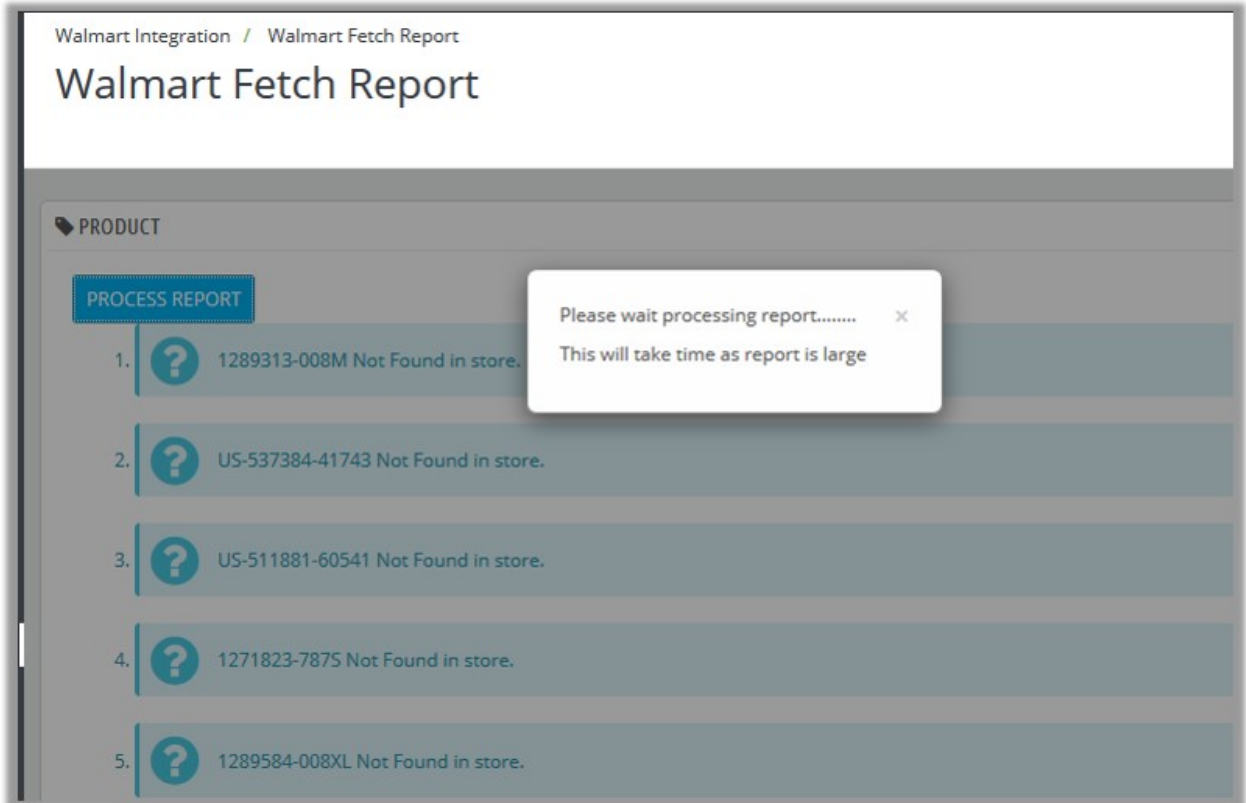 Walmart Integration / Walmart Fetch Report
Walmart Fetch Report
PRODUCT
PROCESS REPORT
Please wait processing report........ ×
This will take time as report is large
1. 1289313-008M Not Found in store.
2. US-537384-41743 Not Found in store.
3. US-511881-60541 Not Found in store.
4. 1271823-787S Not Found in store.
5. 1289584-008XL Not Found in store.